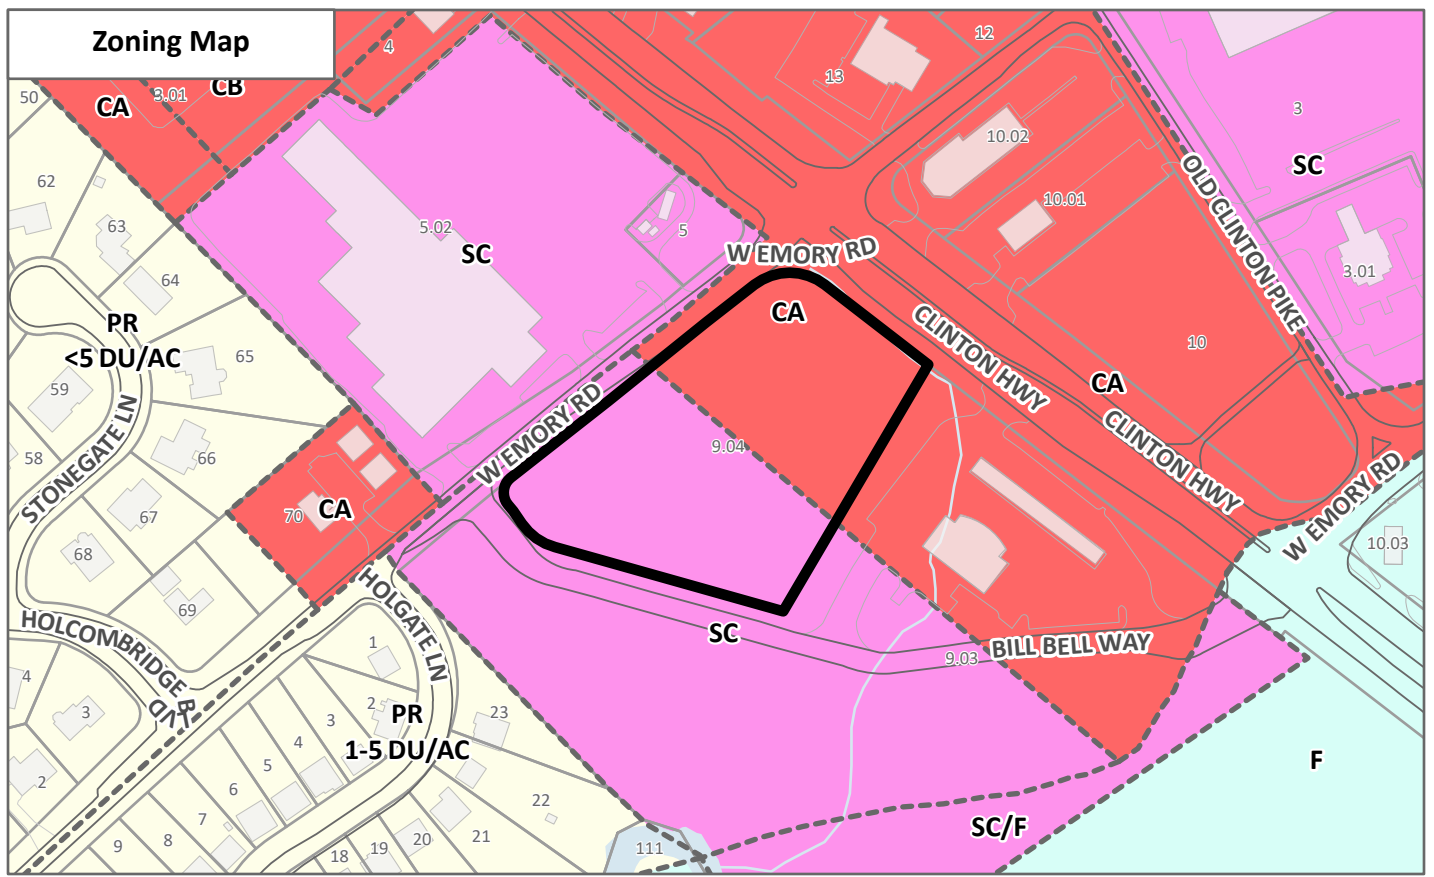 Zoning Map
4
12
13
50
CA
3.01
CB
10.02
3
SC
OLD CLINTON PIKE
62
63
5.02
SC
5
10.01
W EMORY RD
64
3.01
PR
<5 DU/AC
65
CA
CLINTON HWY
10
59
CA
W EMORY RD
9.04
CLINTON HWY
58
STONEGATE LN
66
W EMORY RD
70
CA
67
68
10.03
69
HOLGATE LN
HOLCOMBRIDGE BLVD
1
SC
9.03
BILL BELL WAY
4
3
2
3
PR
1-5 DU/AC
23
4
5
2
6
F
7
22
SC/F
8
9
18
19
20
21
111